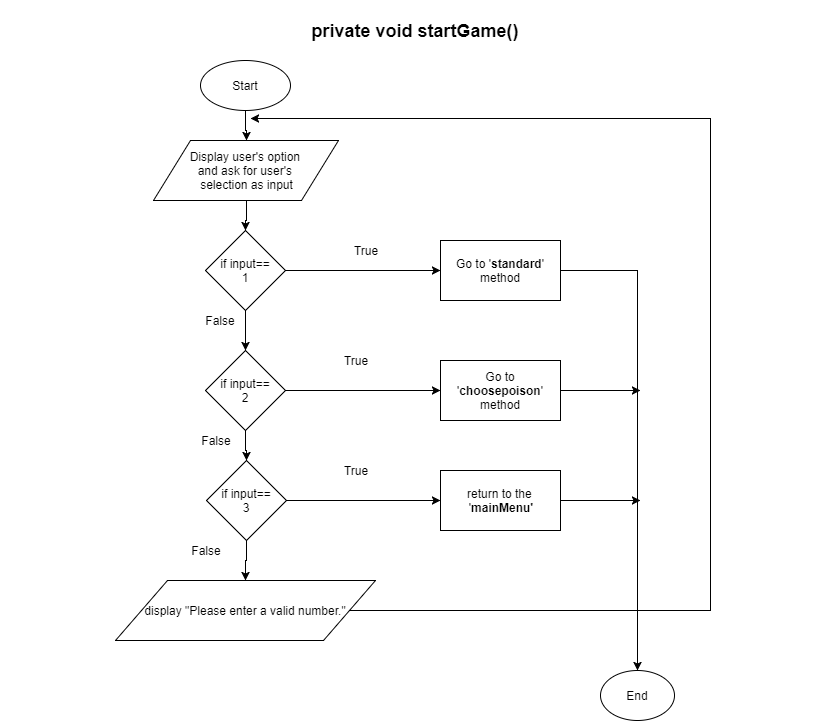 private void startGame()
Start
Display user's option
and ask for user's
selection as input
if input==
1
True
Go to 'standard'
method
False
if input==
2
True
Go to
'choosepoison'
method
False
if input==
3
True
return to the
'mainMenu'
False
display "Please enter a valid number."
End